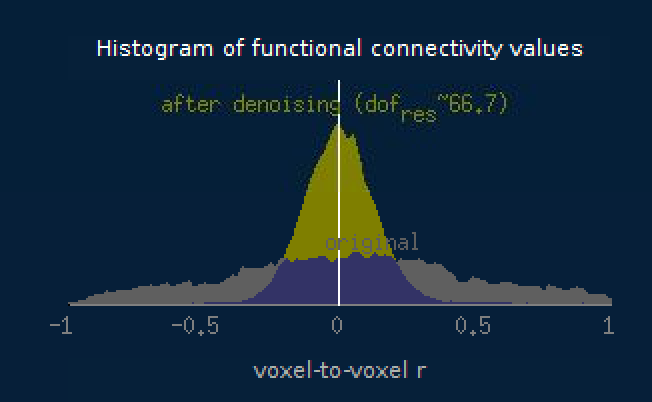 Histogram of functional connectivity values
after denoising (dof_res~66.7)
original
-1 -0.5 0 0.5 1
voxel-to-voxel r